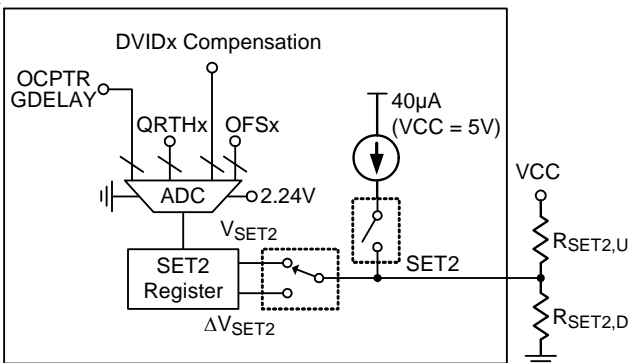 DVIDx Compensation
OCPTR
GDELAY
QRTHx
OFSx
40µA
(VCC = 5V)
VCC
ADC
2.24V
VSET2
SET2
RSET2,U
SET2
Register
ΔVSET2
RSET2,D